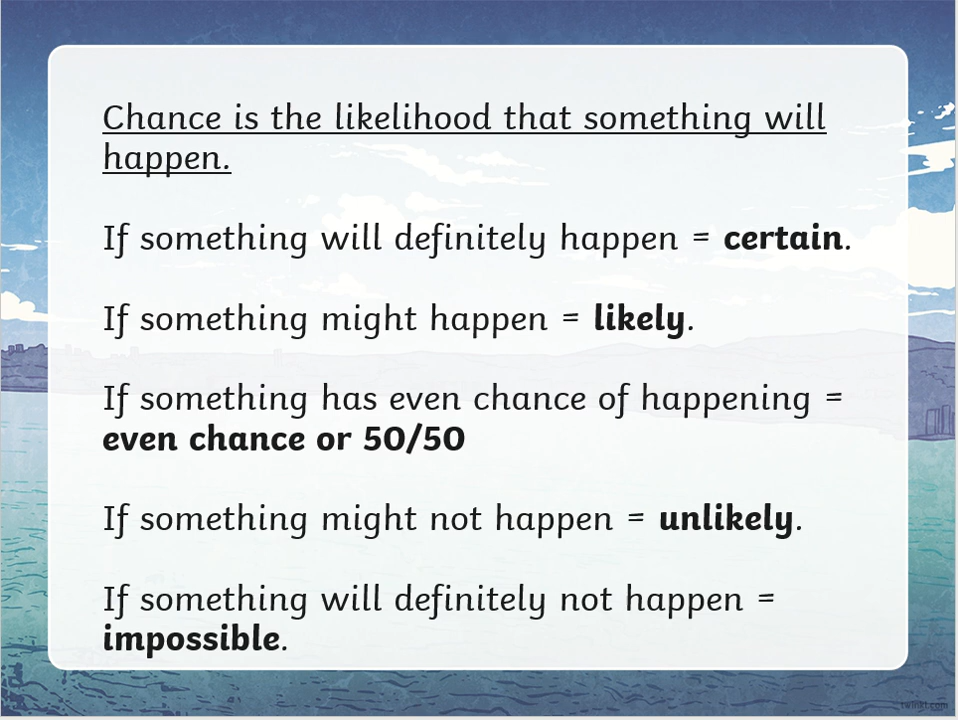 Chance is the likelihood that something will
happen.
If something will definitely happen = certain.
If something might happen = likely.
If something has even chance of happening =
even chance or 50/50
If something might not happen = unlikely.
If something will definitely not happen =
impossible.
twinkl.com